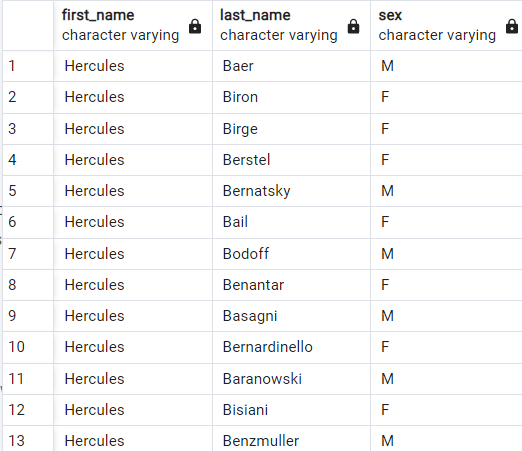 first_name last_name sex
character varying character varying character varying
1 Hercules Baer M
2 Hercules Biron F
3 Hercules Birge F
4 Hercules Berstel F
5 Hercules Bernatsky M
6 Hercules Bail F
7 Hercules Bodoff M
8 Hercules Benantar F
9 Hercules Basagni M
10 Hercules Bernardinello F
11 Hercules Baranowski M
12 Hercules Bisiani F
13 Hercules Benzmuller M